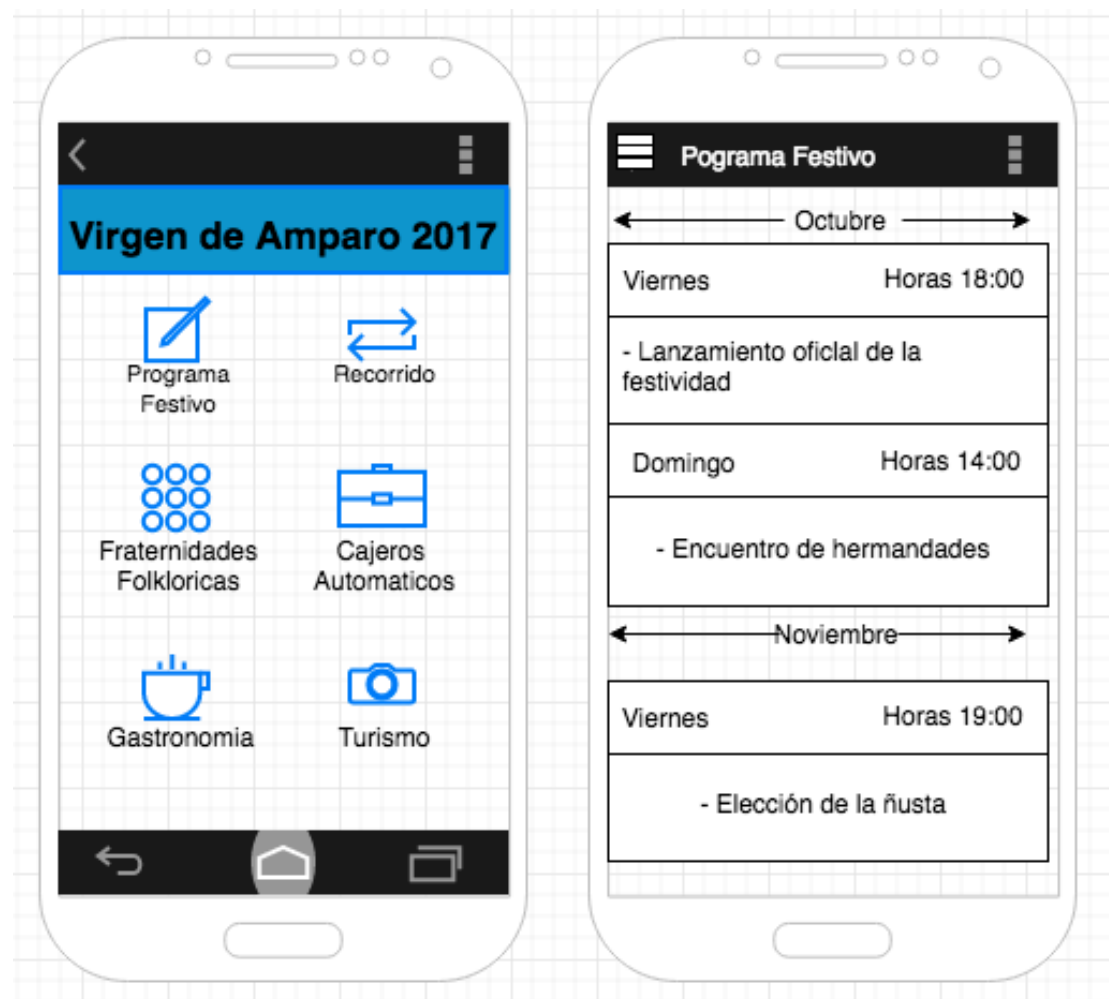 Virgen de Amparo 2017
Programa
Festivo
Recorrido
Fraternidades
Folkloricas
Cajeros
Automaticos
Gastronomia
Turismo
Pograma Festivo
Octubre
Viernes Horas 18:00
- Lanzamiento oficlal de la
festividad
Domingo Horas 14:00
- Encuentro de hermandades
Noviembre
Viernes Horas 19:00
- Elección de la ñusta